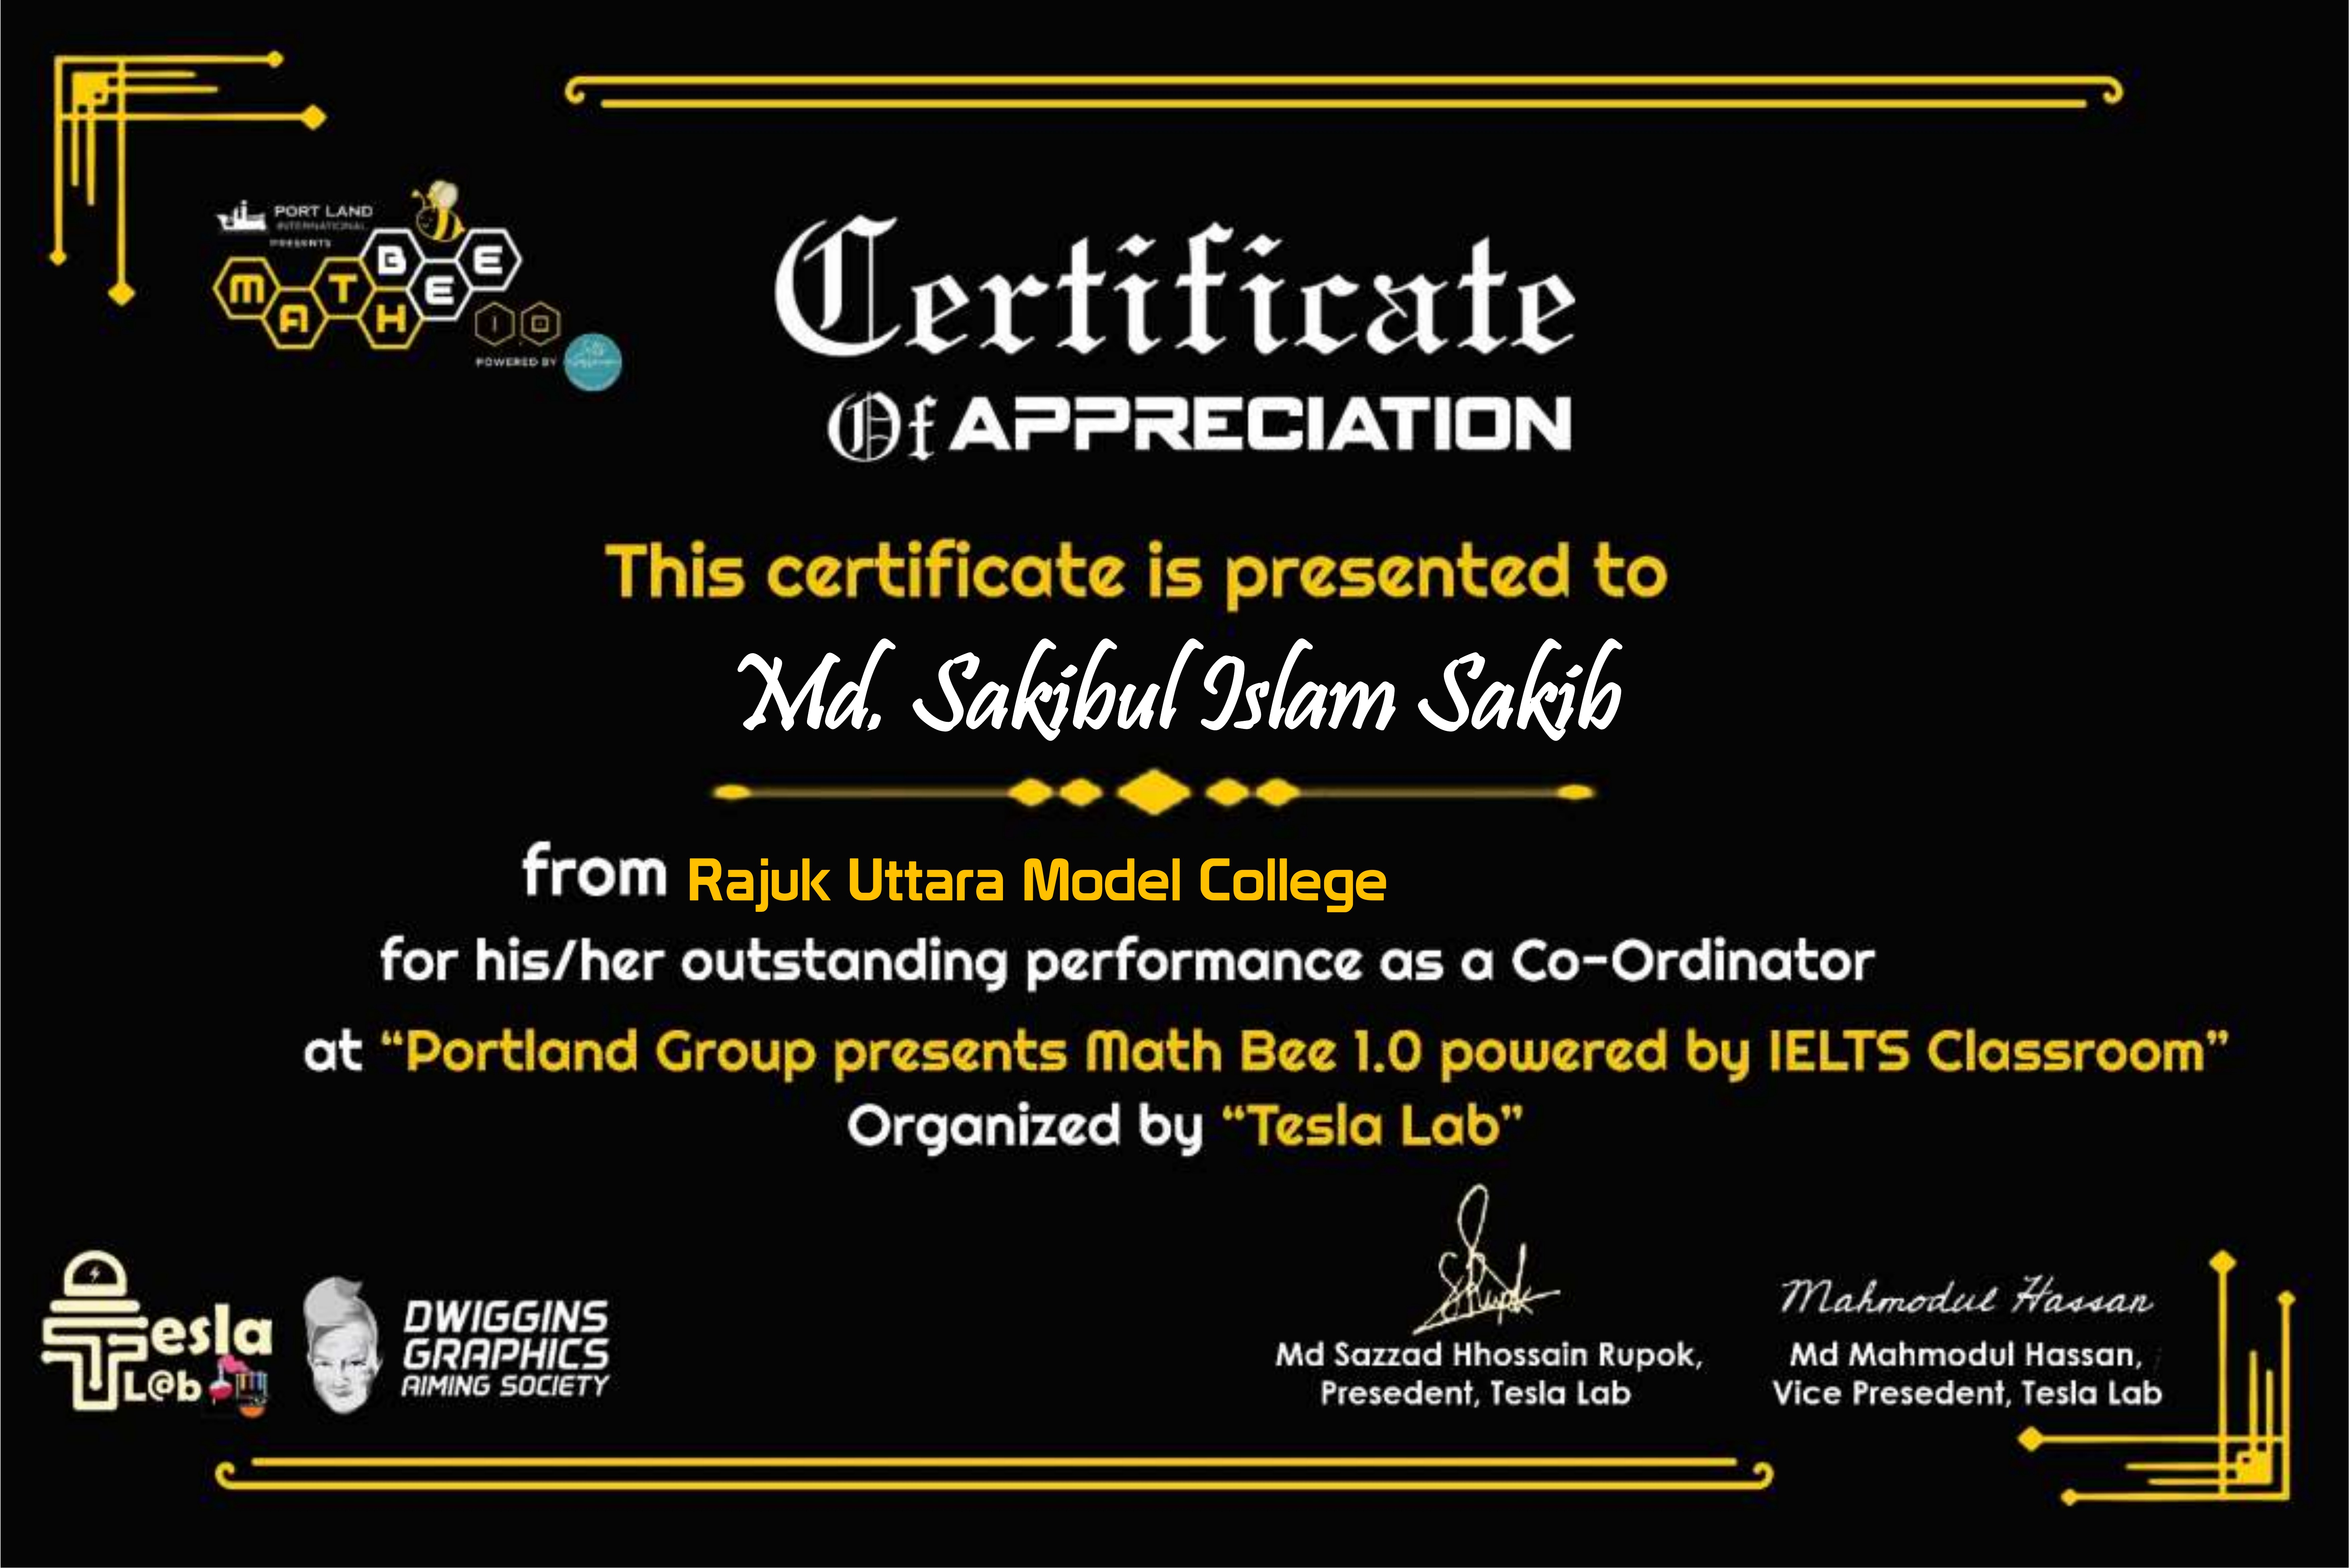 PORT LAND
INTERNATIONAL
PRESENTS
MATH BEE
1.0
POWERED BY
Certificate
Of APPRECIATION
This certificate is presented to
Md. Sakibul Islam Sakib
from Rajuk Uttara Model College
for his/her outstanding performance as a Co-Ordinator
at “Portland Group presents Math Bee 1.0 powered by IELTS Classroom”
Organized by “Tesla Lab”
Tesla
L@b
DWIGGINS
GRAPHICS
AIMING SOCIETY
Md Sazzad Hhossain Rupok,
Presedent, Tesla Lab
Mahmodul Hassan
Md Mahmodul Hassan,
Vice Presedent, Tesla Lab